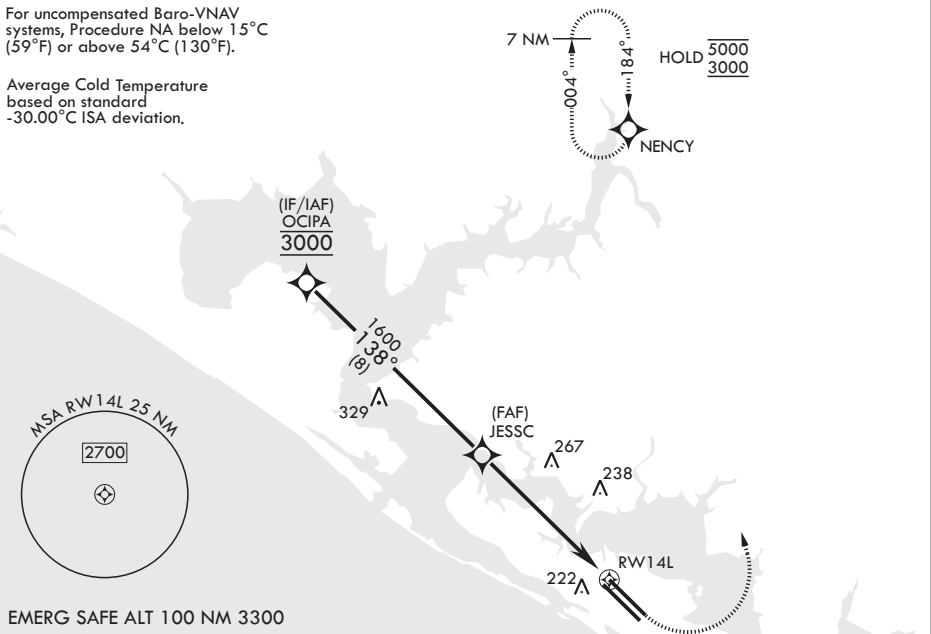 For uncompensated Baro-VNAV
systems, Procedure NA below 15°C
(59°F) or above 54°C (130°F).
Average Cold Temperature
based on standard
-30.00°C ISA deviation.
7 NM
004°
184°
HOLD 5000
3000
NENCY
(IF/IAF)
OCIPA
3000
1600
138°
(8)
329
(FAF)
JESSC
267
238
MSA RW14L 25 NM
2700
RW14L
222
EMERG SAFE ALT 100 NM 3300